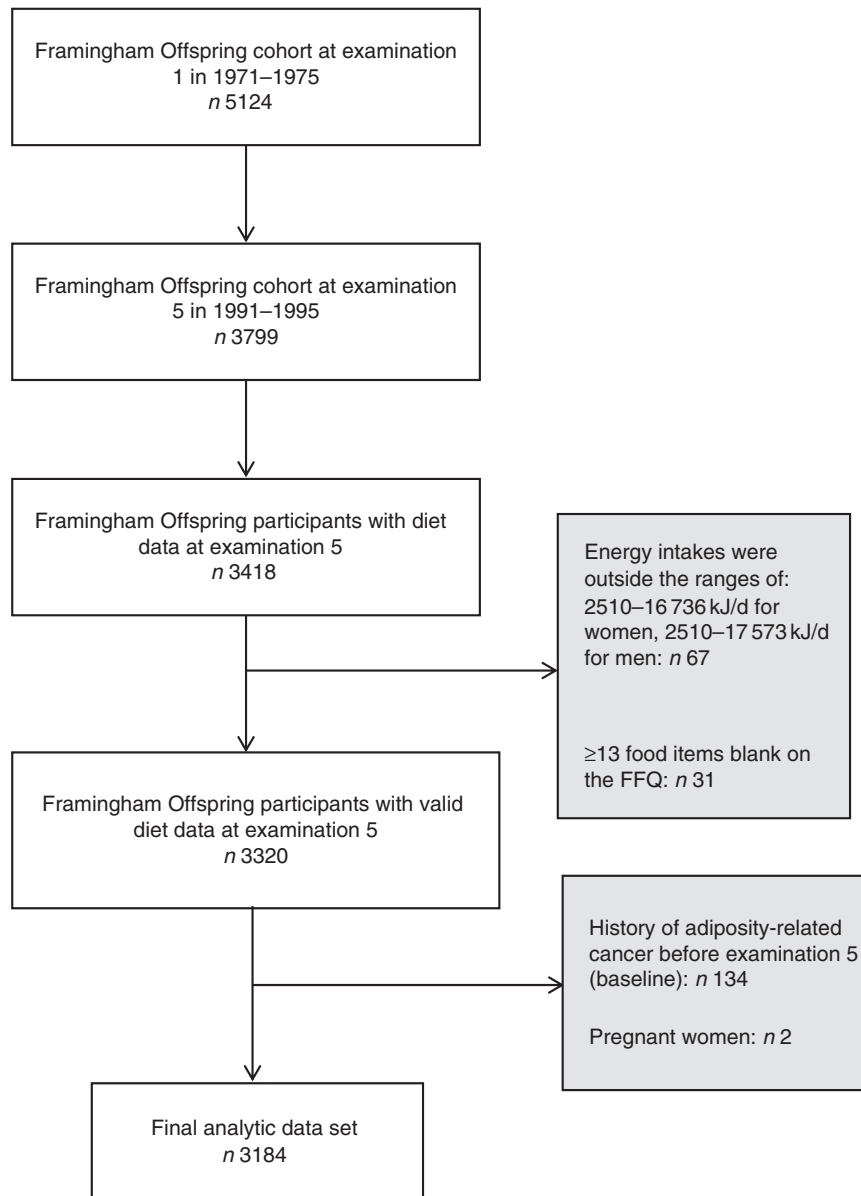 Framingham Offspring cohort at examination
1 in 1971–1975
n 5124
Framingham Offspring cohort at examination
5 in 1991–1995
n 3799
Framingham Offspring participants with diet
data at examination 5
n 3418
Energy intakes were
outside the ranges of:
2510–16 736 kJ/d for
women, 2510–17 573 kJ/d
for men: n 67
≥13 food items blank on
the FFQ: n 31
Framingham Offspring participants with valid
diet data at examination 5
n 3320
History of adiposity-related
cancer before examination 5
(baseline): n 134
Pregnant women: n 2
Final analytic data set
n 3184